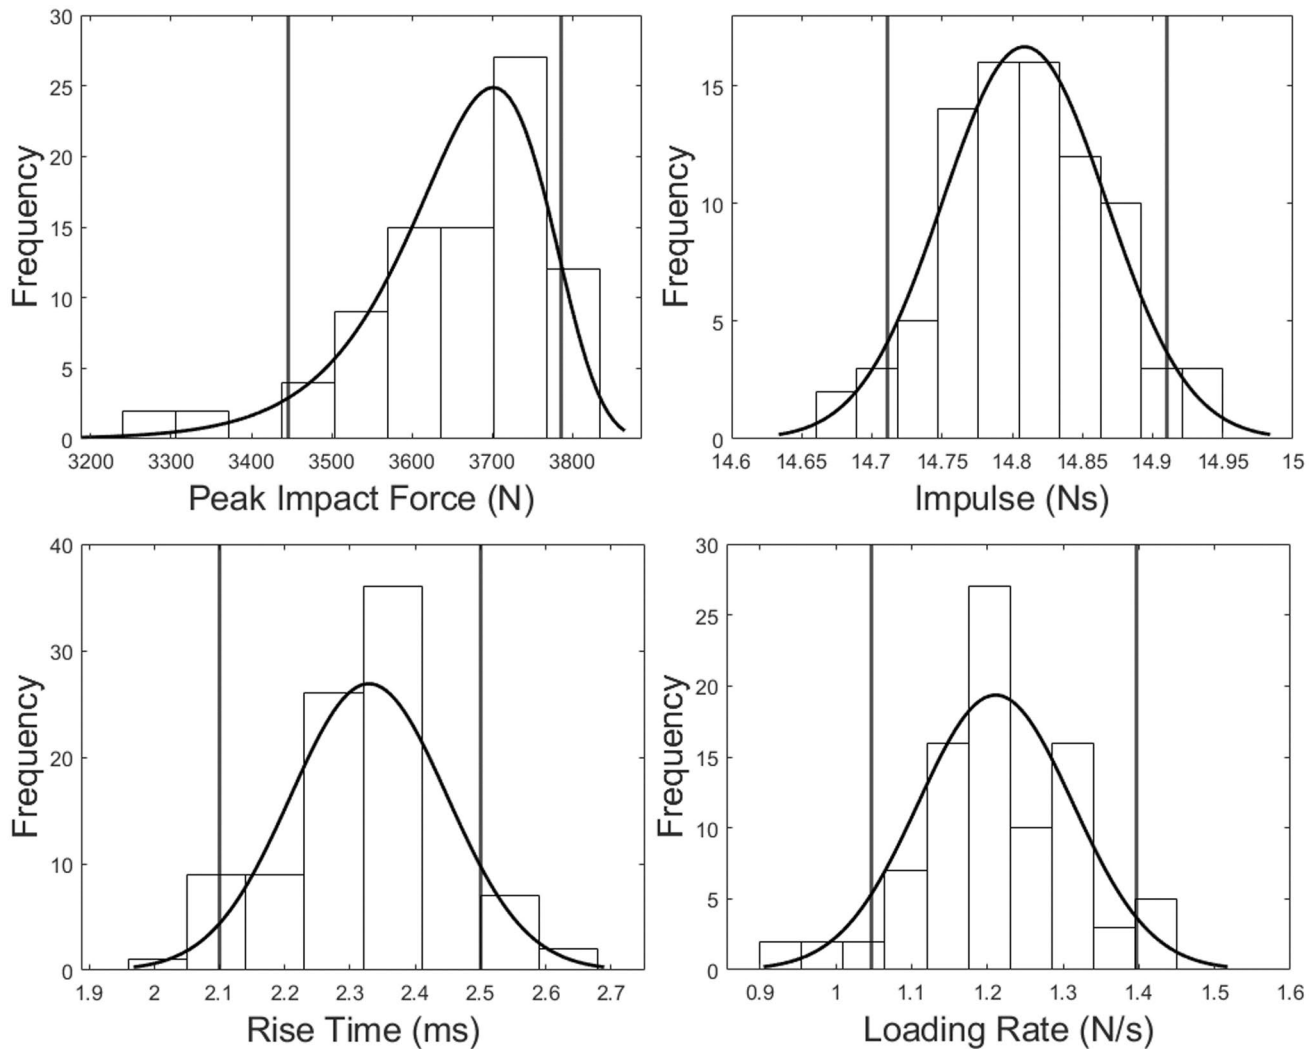 30
25
20
15
10
5
0
Frequency
3200 3300 3400 3500 3600 3700 3800
Peak Impact Force (N)
15
10
5
0
Frequency
14.6 14.65 14.7 14.75 14.8 14.85 14.9 14.95 15
Impulse (Ns)
40
30
20
10
0
Frequency
1.9 2 2.1 2.2 2.3 2.4 2.5 2.6 2.7
Rise Time (ms)
30
25
20
15
10
5
0
Frequency
0.9 1 1.1 1.2 1.3 1.4 1.5 1.6
Loading Rate (N/s)